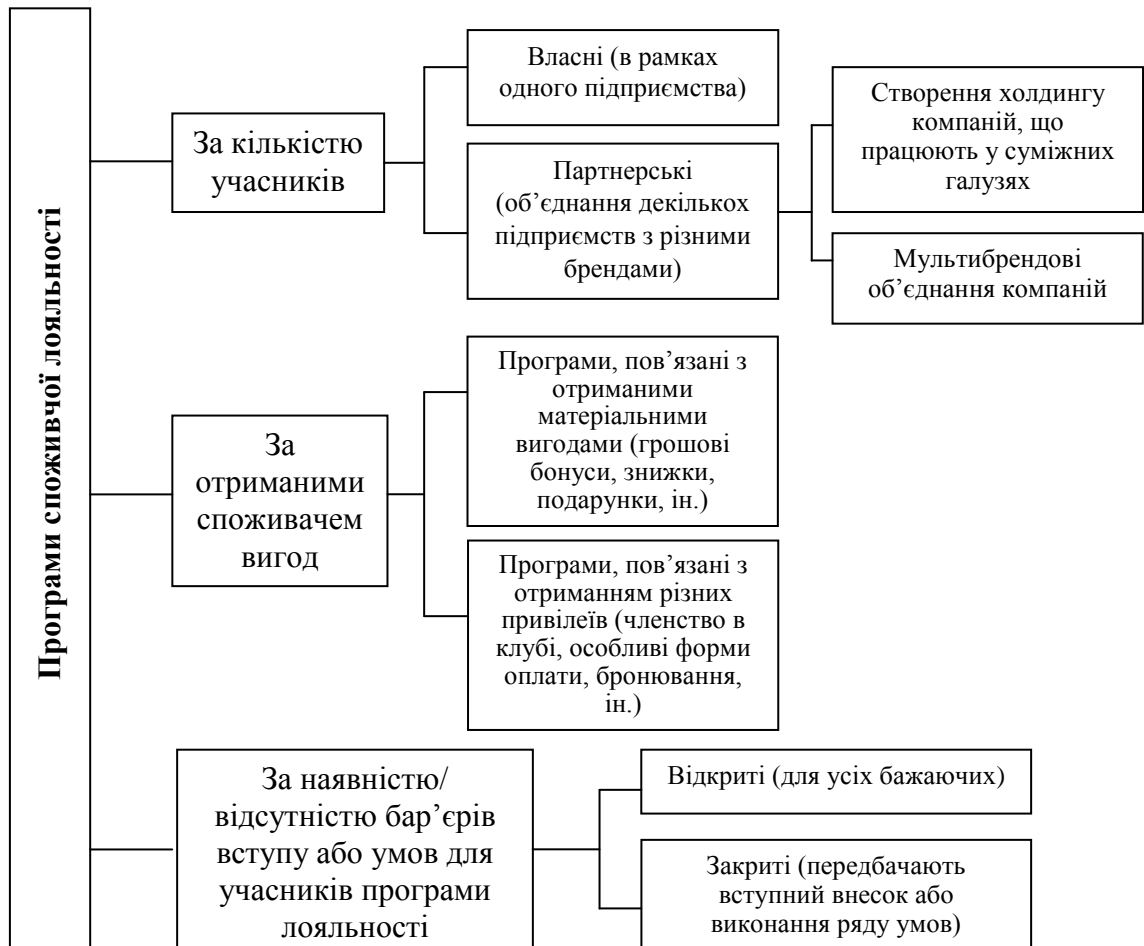 Програми споживчої лояльності
За кількістю
учасників
Власні (в рамках
одного підприємства)
Партнерські
(об’єднання декількох
підприємств з різними
брендами)
Створення холдингу
компаній, що
працюють у суміжних
галузях
Мультибрендові
об’єднання компаній
За
отриманими
споживачем
вигод
Програми, пов’язані з
отриманими
матеріальними
вигодами (грошові
бонуси, знижки,
подарунки, ін.)
Програми, пов’язані з
отриманням різних
привілеїв (членство в
клубі, особливі форми
оплати, бронювання,
ін.)
За наявністю/
відсутністю бар’єрів
вступу або умов для
учасників програми
лояльності
Відкриті (для усіх бажаючих)
Закриті (передбачають
вступний внесок або
виконання ряду умов)